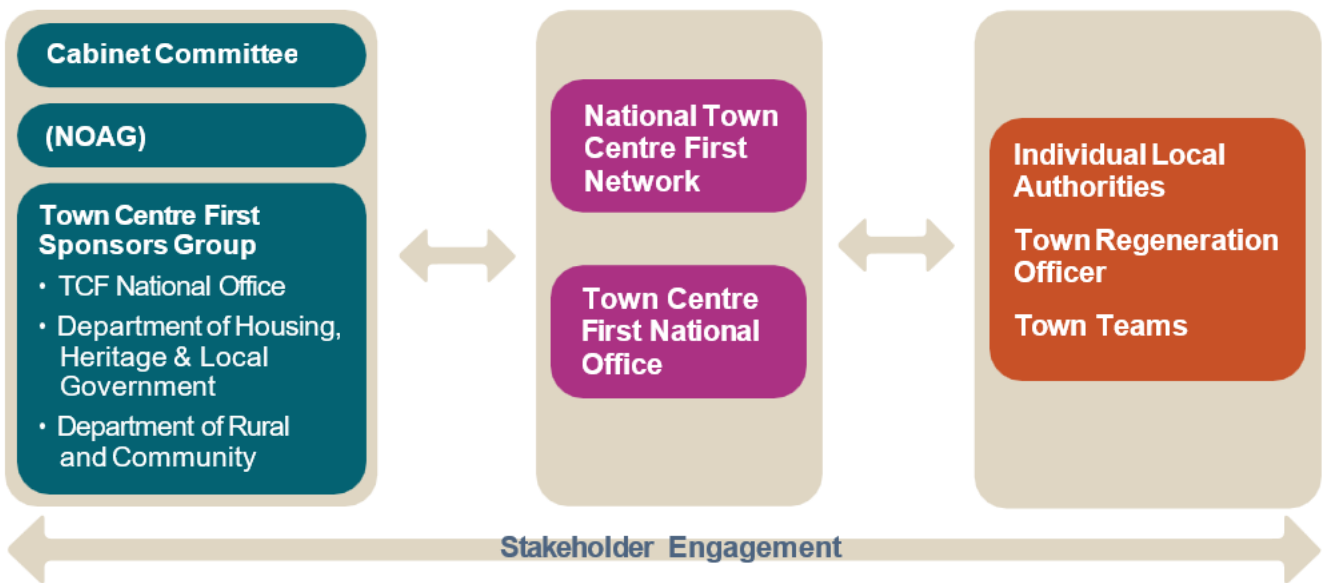 Cabinet Committee
(NOAG)
Town Centre First
Sponsors Group
• TCF National Office
• Department of Housing,
Heritage & Local
Government
• Department of Rural
and Community
National Town
Centre First
Network
Town Centre
First National
Office
Individual Local
Authorities
Town Regeneration
Officer
Town Teams
Stakeholder Engagement